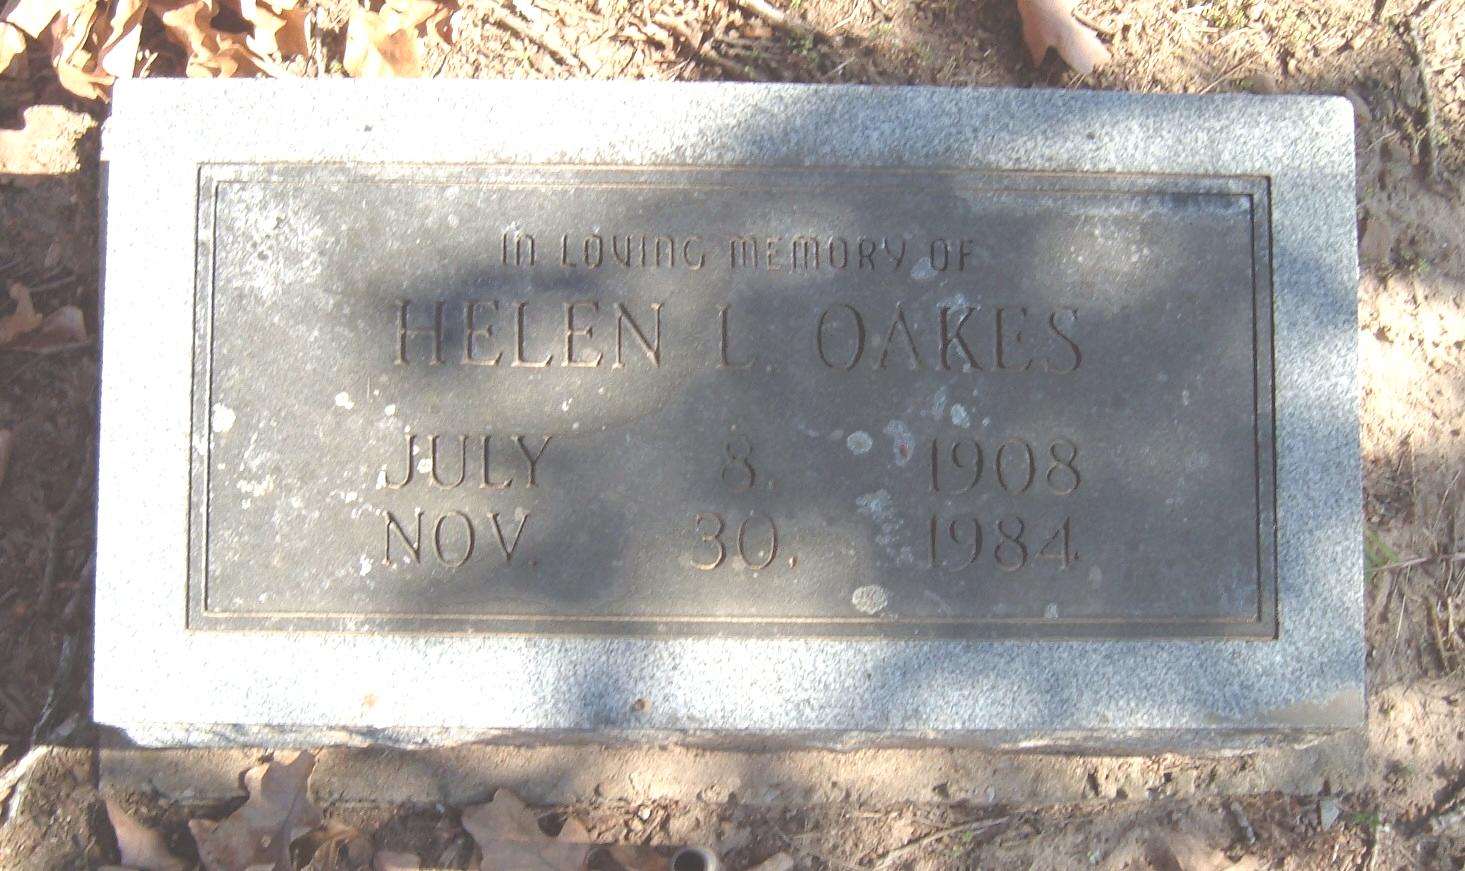 IN LOVING MEMORY OF
HELEN L. OAKES
JULY 8. 1908
NOV. 30. 1984